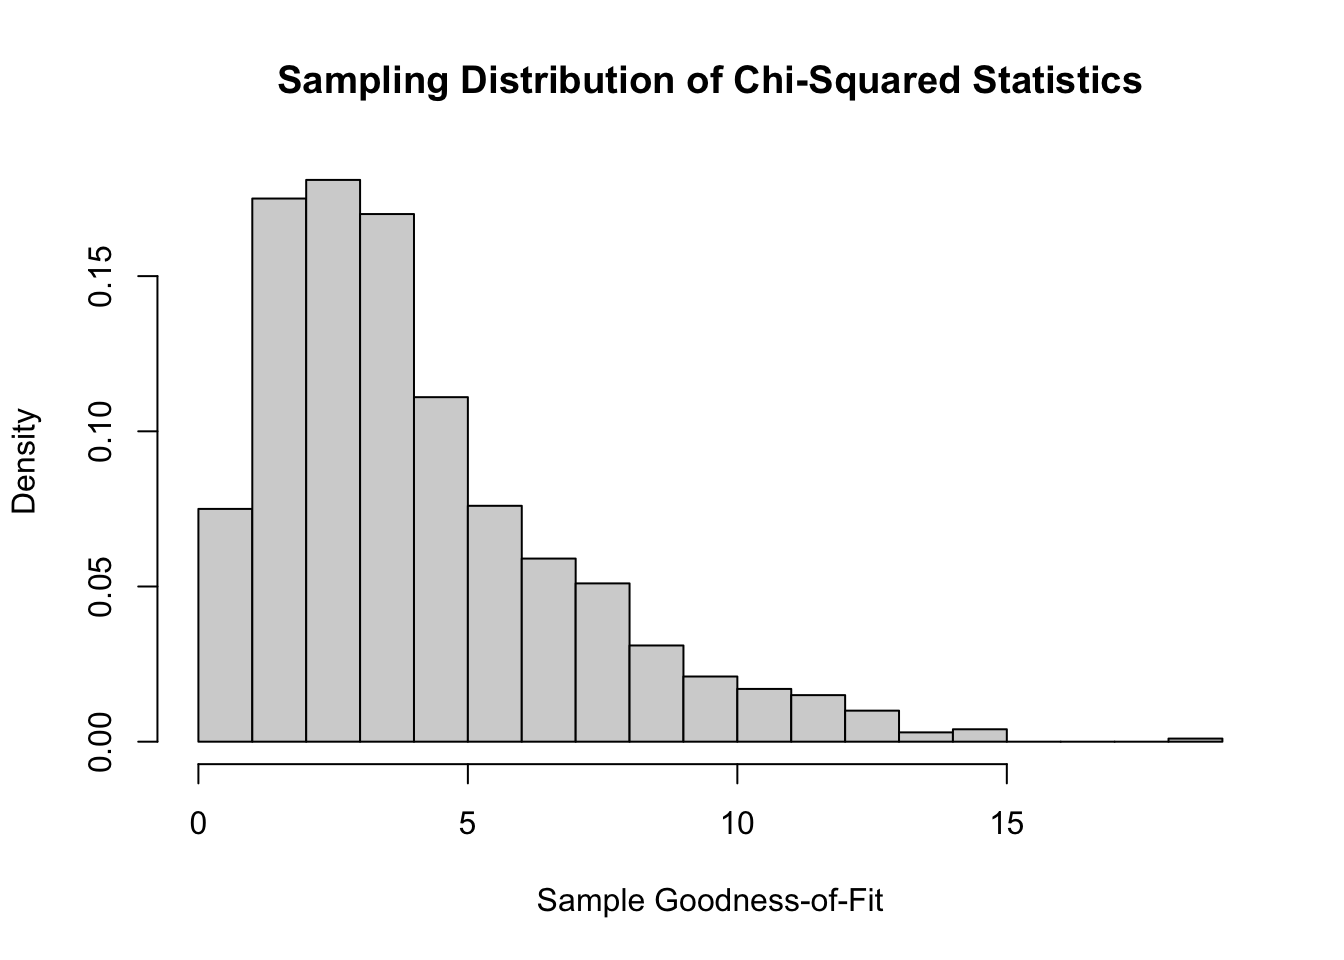 Sampling Distribution of Chi-Squared Statistics
0.15
0.10
0.05
0.00
Density
0 5 10 15
Sample Goodness-of-Fit